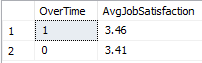 OverTime AvgJobSatisfaction
1 1 3.46
2 0 3.41